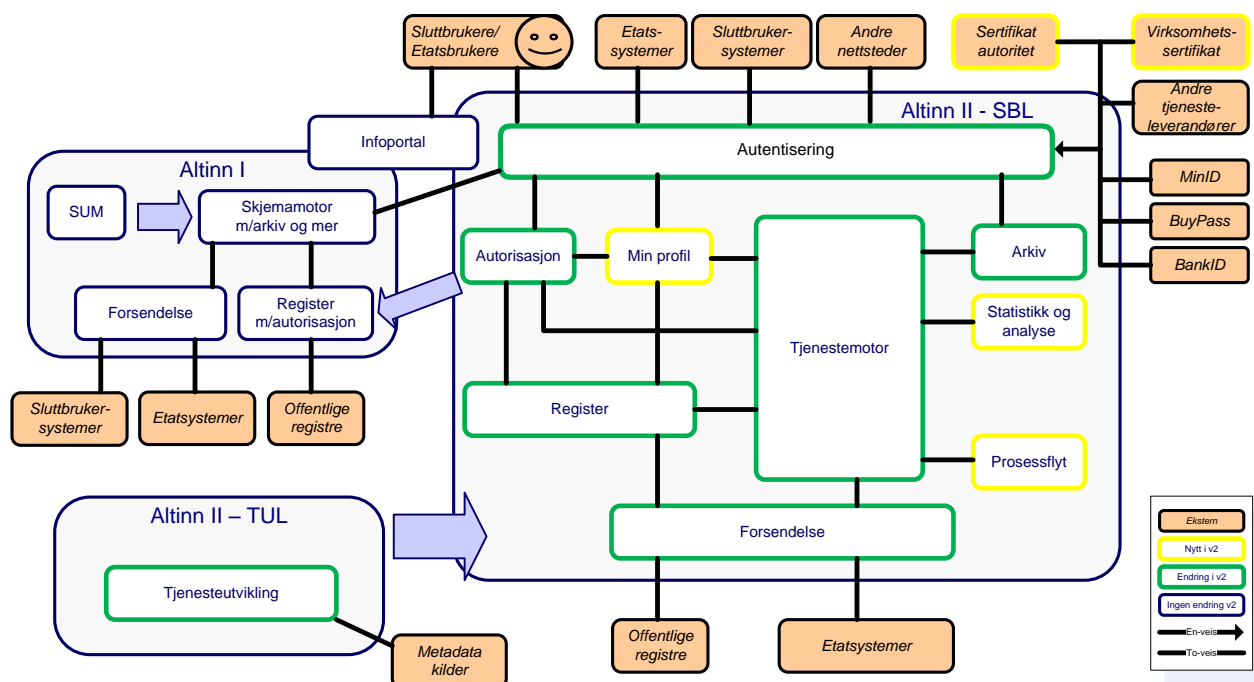 Sluttbrukere/
Etatsbrukere
Etats-
systemer
Sluttbruker-
systemer
Andre
nettsteder
Sertifikat
autoritet
Virksomhets-
sertifikat
Andre
tjeneste-
leverandører
MinID
BuyPass
BankID
Altinn II - SBL
Infoportal
Autentisering
Altinn I
SUM
Skjemamotor
m/arkiv og mer
Forsendelse
Register
m/autorisasjon
Sluttbruker-
systemer
Etatsystemer
Offentlige
registre
Autorisasjon
Min profil
Tjenestemotor
Arkiv
Statistikk og
analyse
Register
Prosessflyt
Forsendelse
Offentlige
registre
Etatsystemer
Altinn II – TUL
Tjenesteutvikling
Metadata
kilder
Ekstern
Nytt i v2
Endring i v2
Ingen endring v2
En-veis
To-veis